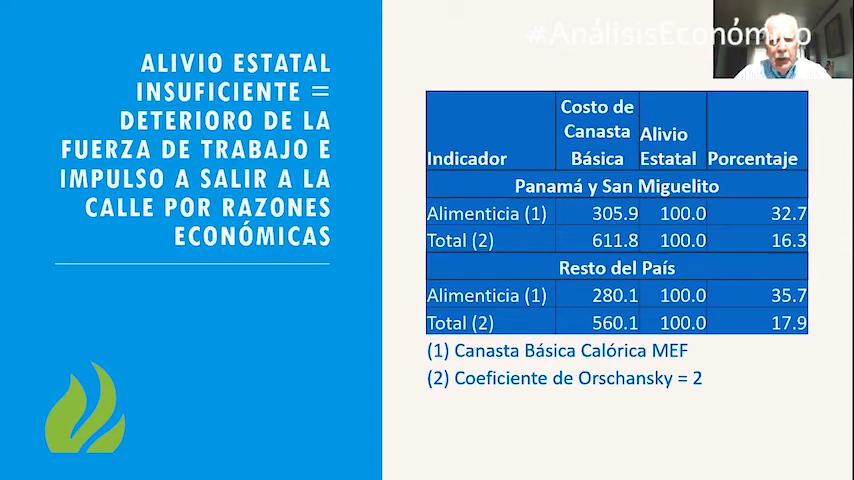 #AnálisisEconómico
ALIVIO ESTATAL
INSUFICIENTE =
DETERIORO DE LA
FUERZA DE TRABAJO E
IMPULSO A SALIR A LA
CALLE POR RAZONES
ECONÓMICAS
Indicador Costo de Canasta Básica Alivio Estatal Porcentaje
Panamá y San Miguelito
Alimenticia (1) 305.9 100.0 32.7
Total (2) 611.8 100.0 16.3
Resto del País
Alimenticia (1) 280.1 100.0 35.7
Total (2) 560.1 100.0 17.9
(1) Canasta Básica Calórica MEF
(2) Coeficiente de Orschansky = 2